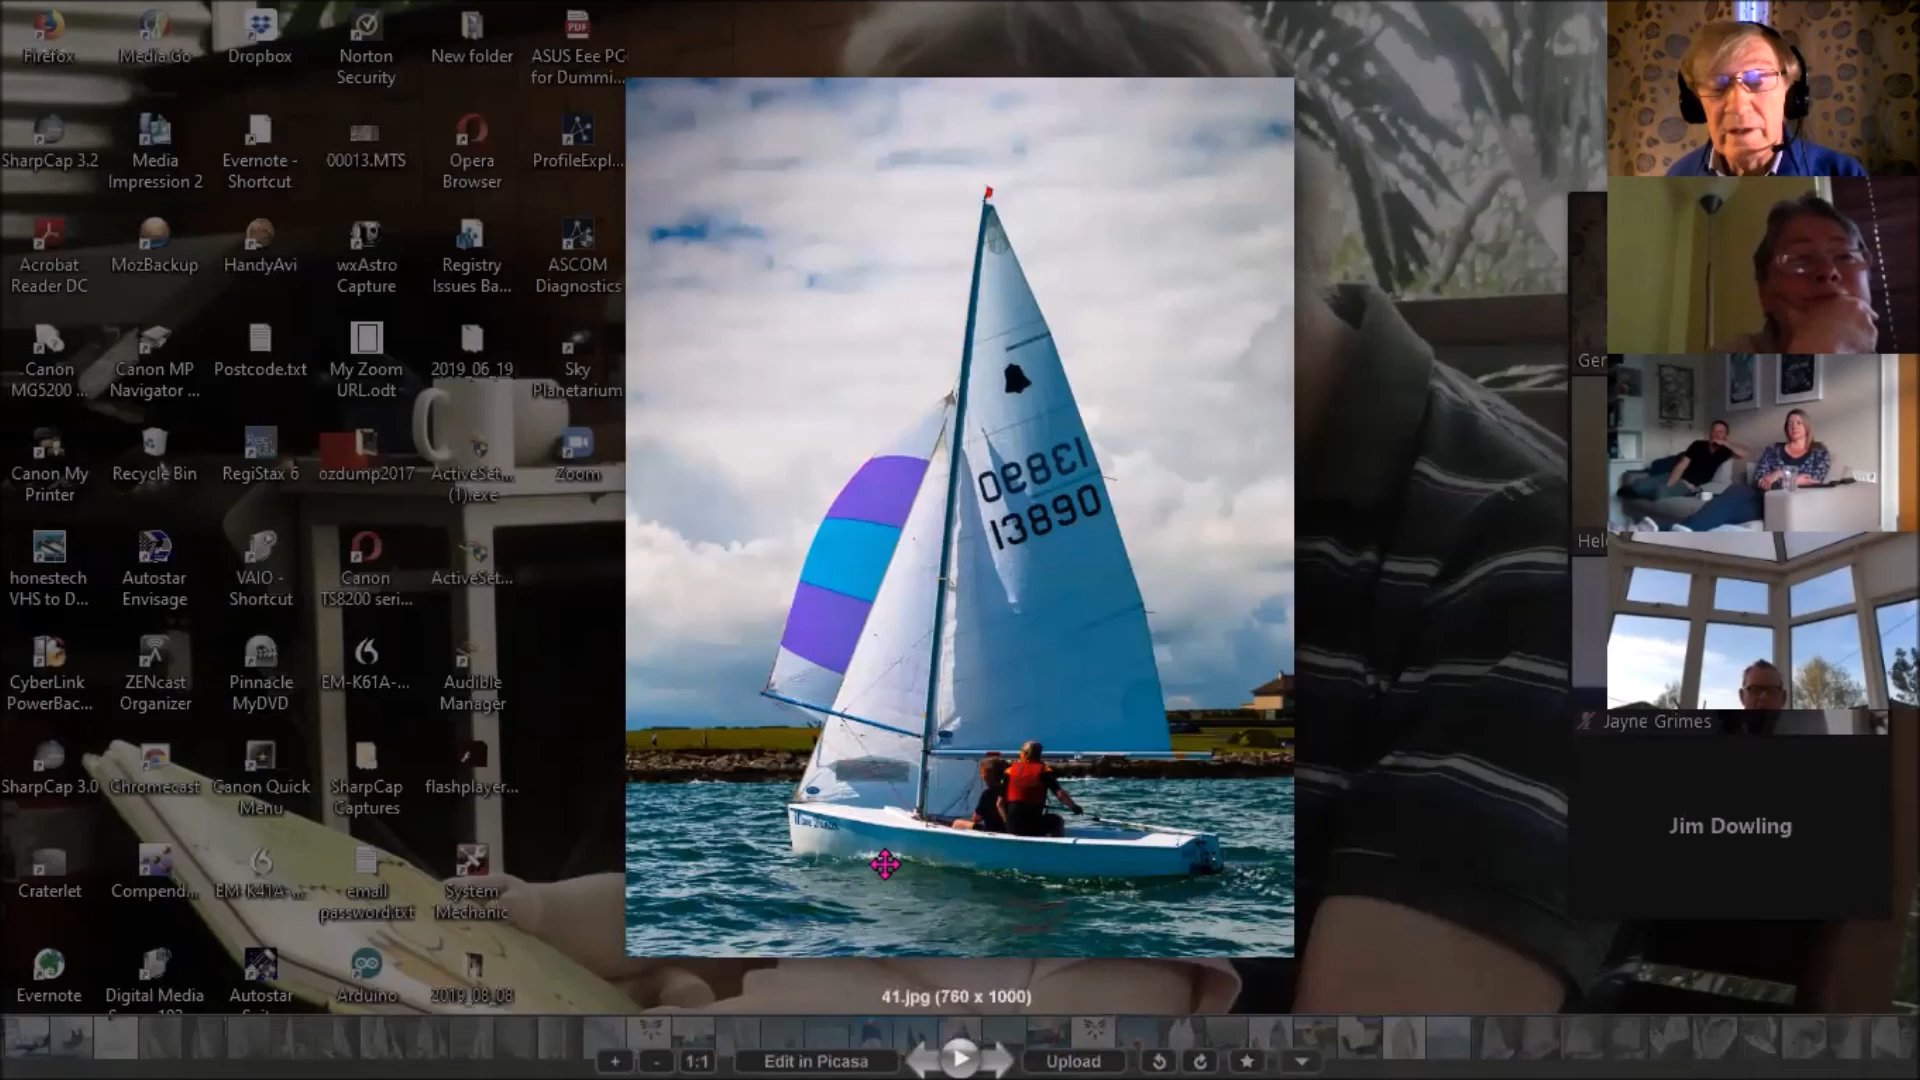 Firefox
Media Go
Dropbox
Norton
Security
New folder
ASUS Eee PC
for Dummi...
SharpCap 3.2
Media
Impression 2
Evernote -
Shortcut
00013.MTS
Opera
Browser
ProfileExpl...
Acrobat
Reader DC
MozBackup
HandyAvi
wxAstro
Capture
Registry
Issues Ba...
ASCOM
Diagnostics
Canon
MG5200 ...
Canon MP
Navigator ...
Postcode.txt
My Zoom
URL.odt
2019_06_19
Sky
Planetarium
Canon My
Printer
Recycle Bin
RegiStax 6
ozdump2017
ActiveSet...
(1).exe
Zoom
honestech
VHS to D...
Autostar
Envisage
VAIO -
Shortcut
Canon
TS8200 seri...
ActiveSet...
CyberLink
PowerBac...
ZENcast
Organizer
Pinnacle
MyDVD
EM-K61A-...
Audible
Manager
SharpCap 3.0
Chromecast
Canon Quick
Menu
SharpCap
Captures
flashplayer...
Craterlet
Compend...
EM-K41A-...
email
password.txt
System
Mechanic
Evernote
Digital Media
Autostar
Arduino
2019_08_08
13890
13890
Ger
Hel
Jayne Grimes
Jim Dowling
41.jpg (760 x 1000)
+
-
1:1
Edit in Picasa
Upload